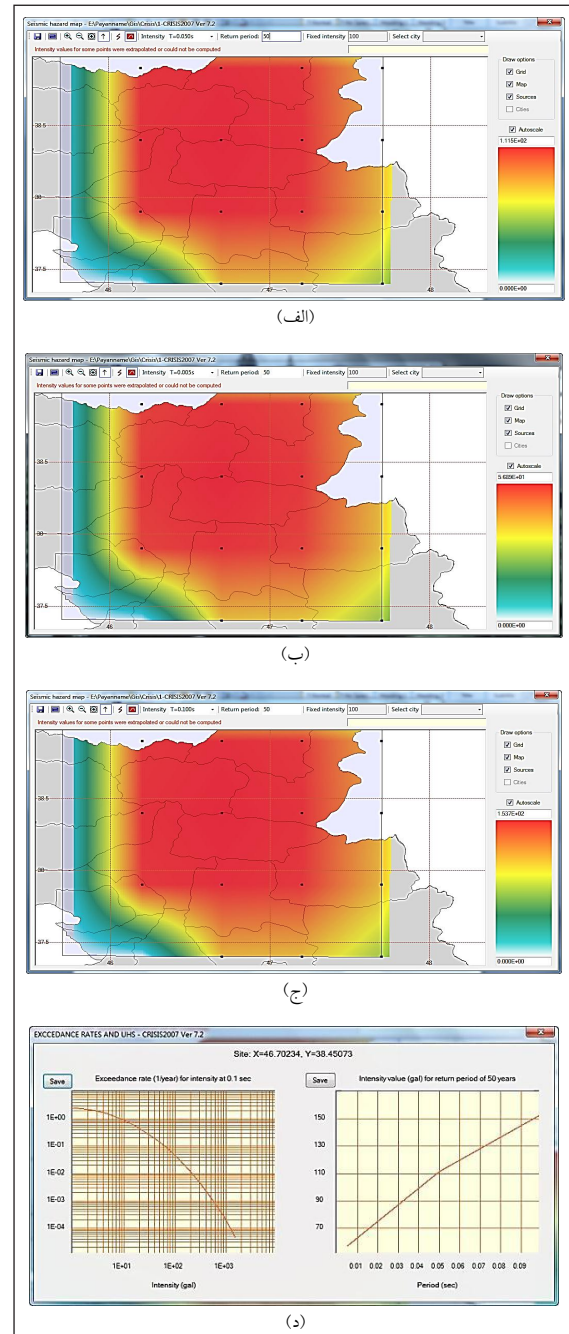 Seismic hazard map - E:\Payanname\Gis\Crisis\1-CRISIS2007 Ver 7.2
Intensity T=0.050s Return period: 50 Fixed intensity 100 Select city
Intensity values for some points were extrapolated or could not be computed
Draw options
Grid
Map
Sources
Cities
Autoscale
1.115E+02
38.5
38
37.5
46 47 48
0.000E+00
(الف)
Seismic hazard map - E:\Payanname\Gis\Crisis\1-CRISIS2007 Ver 7.2
Intensity T=0.005s Return period: 50 Fixed intensity 100 Select city
Intensity values for some points were extrapolated or could not be computed
Draw options
Grid
Map
Sources
Cities
Autoscale
5.689E+01
38.5
38
37.5
46 47 48
0.000E+00
(ب)
Seismic hazard map - E:\Payanname\Gis\Crisis\1-CRISIS2007 Ver 7.2
Intensity T=0.100s Return period: 50 Fixed intensity 100 Select city
Intensity values for some points were extrapolated or could not be computed
Draw options
Grid
Map
Sources
Cities
Autoscale
1.537E+02
38.5
38
37.5
46 47 48
0.000E+00
(ج)
EXCCEDANCE RATES AND UHS - CRISIS2007 Ver 7.2
Site: X=46.70234, Y=38.45073
Save Exceedance rate (1/year) for intensity at 0.1 sec
1E+00
1E-01
1E-02
1E-03
1E-04
1E+01 1E+02 1E+03
Intensity (gal)
Save Intensity value (gal) for return period of 50 years
150
130
110
90
70
0.01 0.02 0.03 0.04 0.05 0.06 0.07 0.08 0.09
Period (sec)
(د)